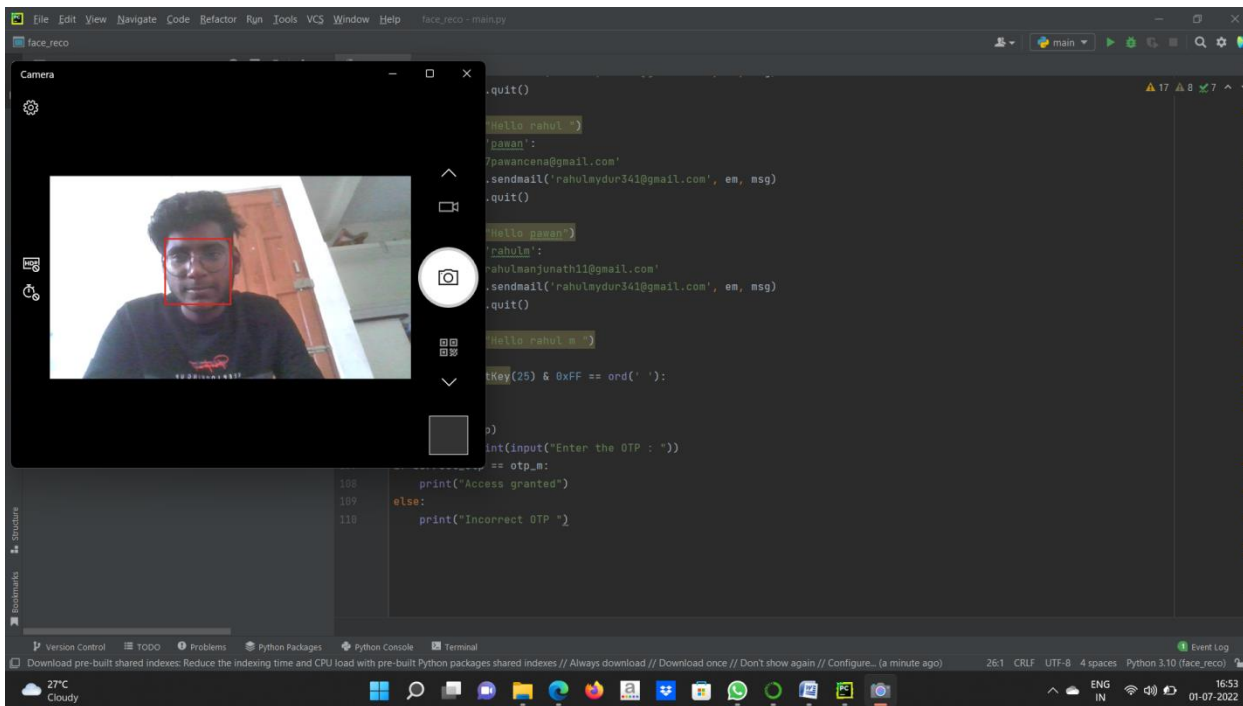 File Edit View Navigate Code Refactor Run Tools VCS Window Help face_reco - main.py
face_reco
main
Camera
.quit()
17 8 7
"Hello rahul ")
'pawan':
7pawancena@gmail.com'
.sendmail('rahulmydur341@gmail.com', em, msg)
.quit()
"Hello pawan")
'rahulm':
rahulmanjunath11@gmail.com'
.sendmail('rahulmydur341@gmail.com', em, msg)
.quit()
"Hello rahul m ")
tKey(25) & 0xFF == ord(' '):
p)
int(input("Enter the OTP : "))
== otp_m:
108 print("Access granted")
109 else:
110 print("Incorrect OTP ")
Structure
Bookmarks
Version Control TODO Problems Python Packages Python Console Terminal
1 Event Log
Download pre-built shared indexes: Reduce the indexing time and CPU load with pre-built Python packages shared indexes // Always download // Download once // Don't show again // Configure... (a minute ago)
26:1 CRLF UTF-8 4 spaces Python 3.10 (face_reco)
27°C
Cloudy
ENG
IN
16:53
01-07-2022